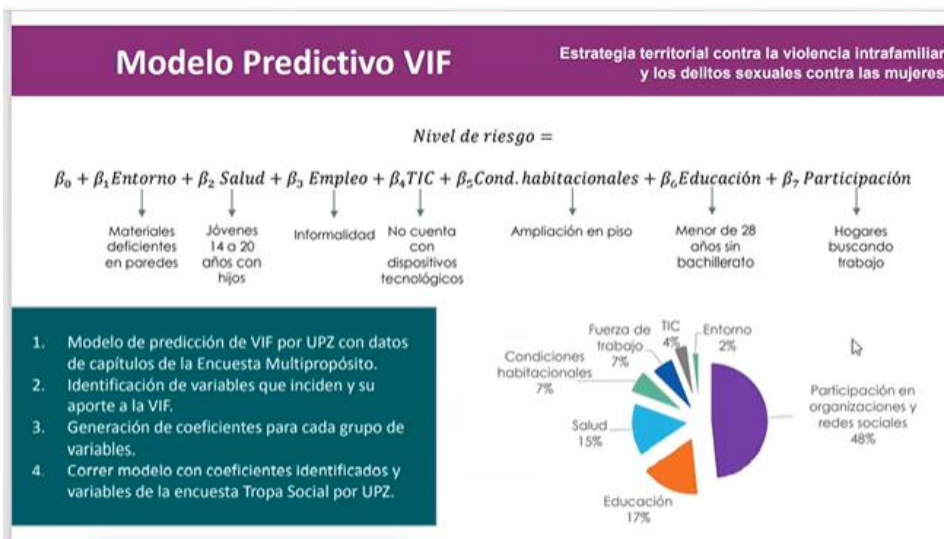 Modelo Predictivo VIF
Estrategia territorial contra la violencia intrafamiliar
y los delitos sexuales contra las mujeres
Nivel de riesgo =
β₀ + β₁Entorno + β₂ Salud + β₃ Empleo + β₄TIC + β₅Cond. habitacionales + β₆Educación + β₇ Participación
Materiales
deficientes
en paredes
Jóvenes
14 a 20
años con
hijos
Informalidad
No cuenta
con
dispositivos
tecnológicos
Ampliación en piso
Menor de 28
años sin
bachillerato
Hogares
buscando
trabajo
1. Modelo de predicción de VIF por UPZ con datos
de capítulos de la Encuesta Multipropósito.
2. Identificación de variables que inciden y su
aporte a la VIF.
3. Generación de coeficientes para cada grupo de
variables.
4. Correr modelo con coeficientes identificados y
variables de la encuesta Tropa Social por UPZ.
Fuerza de
trabajo
7%
TIC
4%
Entorno
2%
Condiciones
habitacionales
7%
Salud
15%
Educación
17%
Participación en
organizaciones y
redes sociales
48%